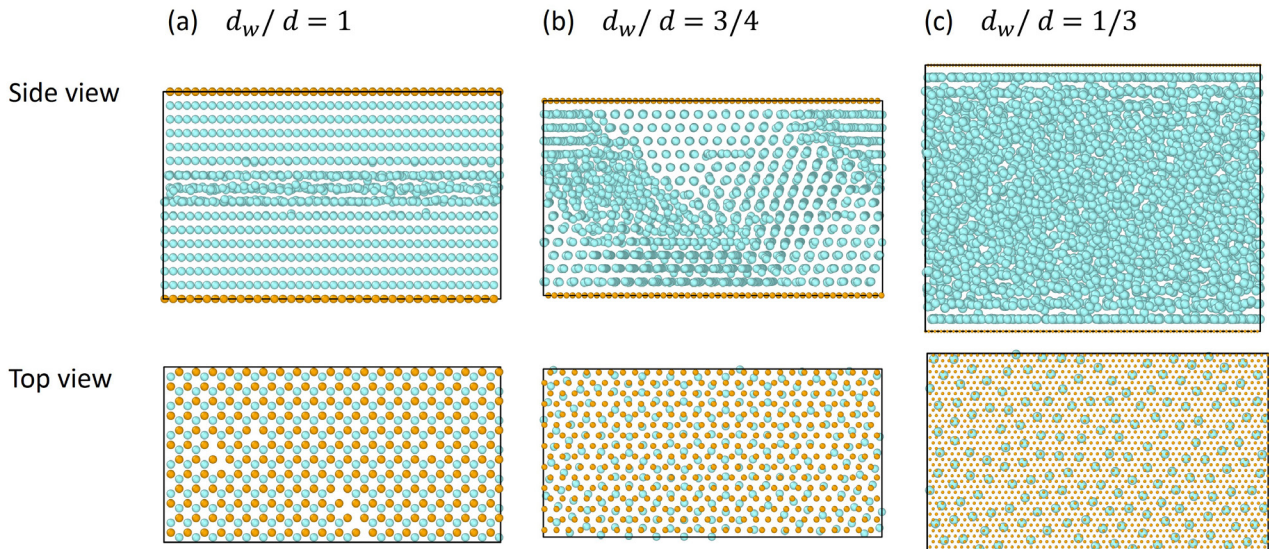 (a) d_w / d = 1 (b) d_w / d = 3/4 (c) d_w / d = 1/3
Side view
Top view